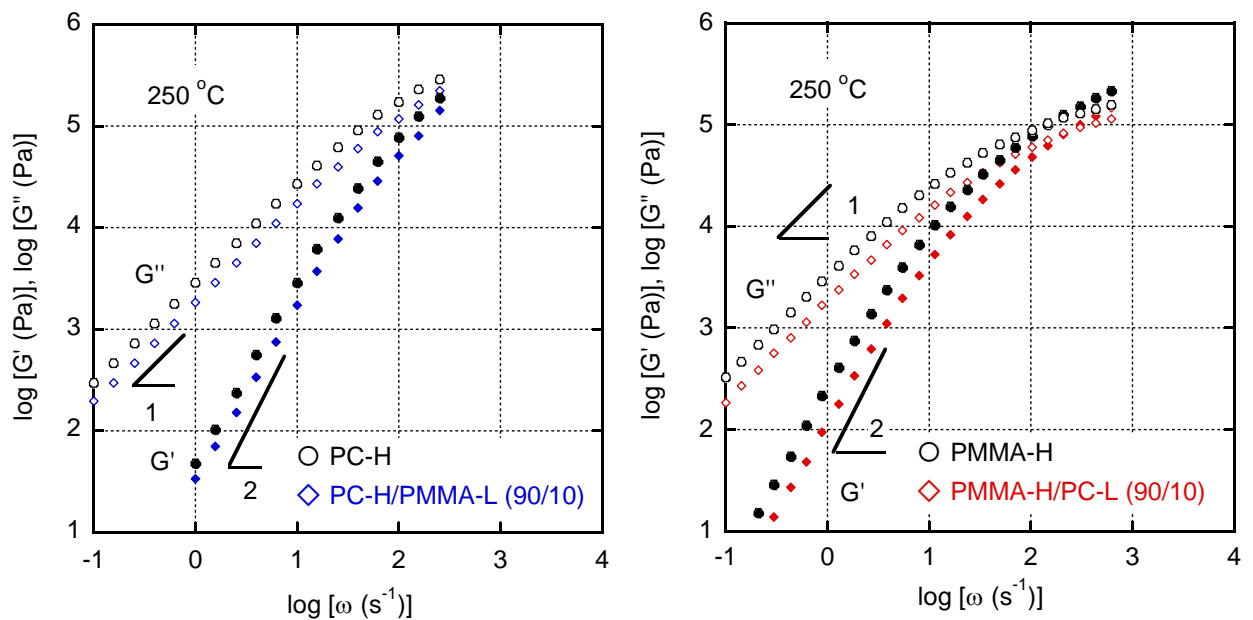 log [G' (Pa)], log [G'' (Pa)]
6
5
4
3
2
1
250 °C
G''
1
G'
2
PC-H
PC-H/PMMA-L (90/10)
-1 0 1 2 3 4
log [ω (s⁻¹)]
log [G' (Pa)], log [G'' (Pa)]
6
5
4
3
2
1
250 °C
1
G''
2
G'
PMMA-H
PMMA-H/PC-L (90/10)
-1 0 1 2 3 4
log [ω (s⁻¹)]